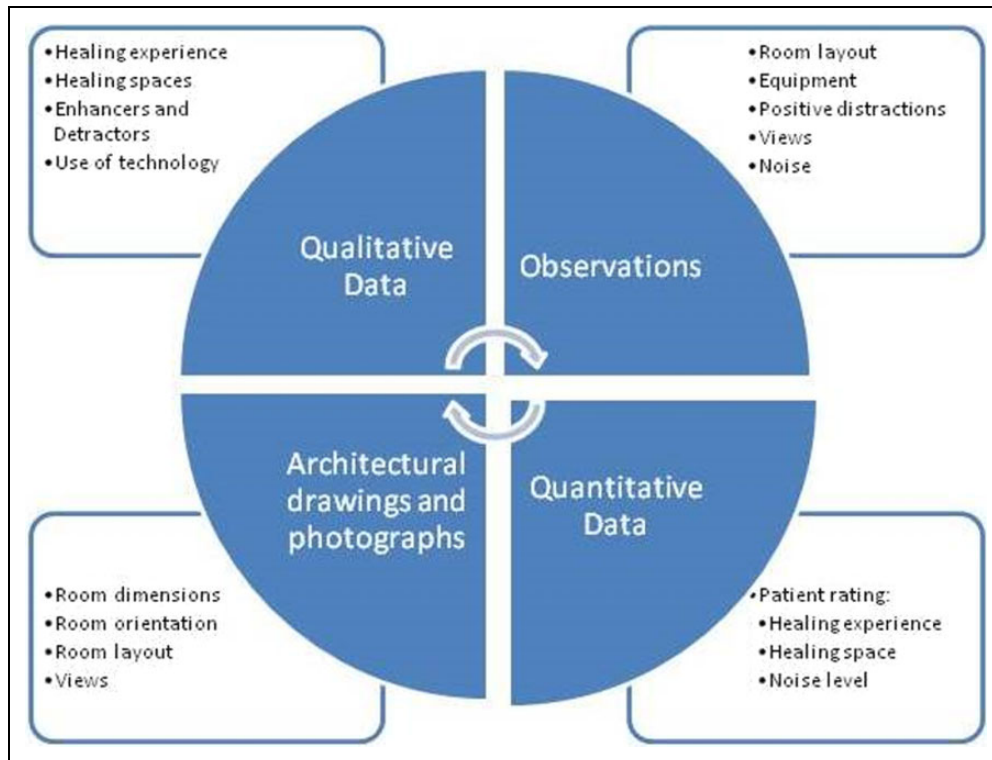 •Healing experience
•Healing spaces
•Enhancers and
Detractors
•Use of technology
•Room layout
•Equipment
•Positive distractions
•Views
•Noise
Qualitative
Data
Observations
Architectural
drawings and
photographs
Quantitative
Data
•Room dimensions
•Room orientation
•Room layout
•Views
•Patient rating:
•Healing experience
•Healing space
•Noise level